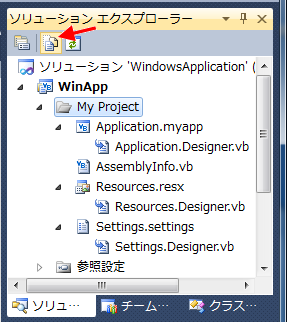 ソリューション エクスプローラー
ソリューション 'WindowsApplication' (
WinApp
My Project
Application.myapp
Application.Designer.vb
AssemblyInfo.vb
Resources.resx
Resources.Designer.vb
Settings.settings
Settings.Designer.vb
参照設定
ソリュ... チーム... クラス...